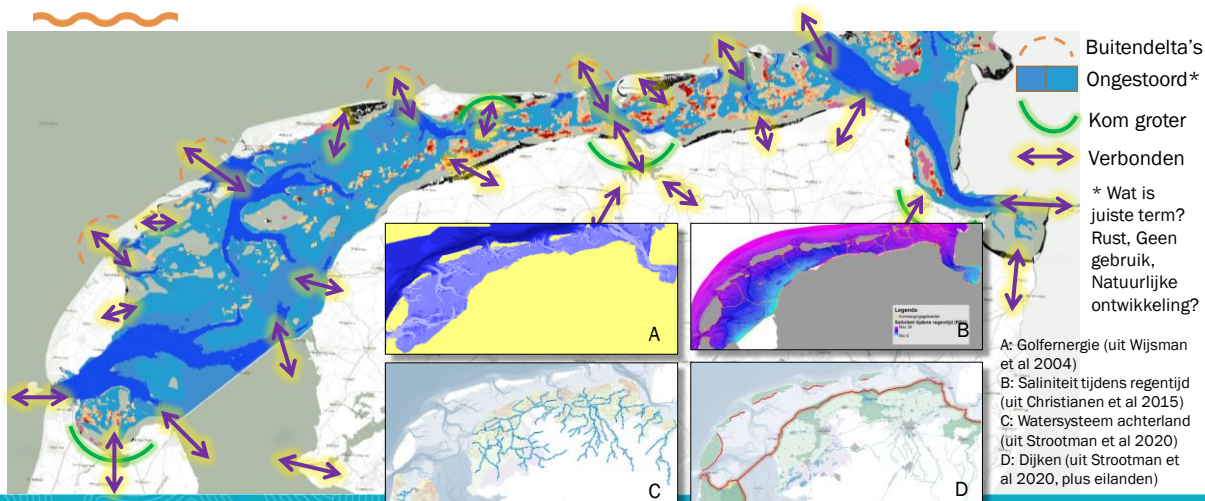 Buitendelta's
Ongestoord*
Kom groter
Verbonden
* Wat is
juiste term?
Rust, Geen
gebruik,
Natuurlijke
ontwikkeling?
A: Golfernergie (uit Wijsman
et al 2004)
B: Saliniteit tijdens regentijd
(uit Christianen et al 2015)
C: Watersysteem achterland
(uit Strootman et al 2020)
D: Dijken (uit Strootman et
al 2020, plus eilanden)
A
Legenda
B
C
D